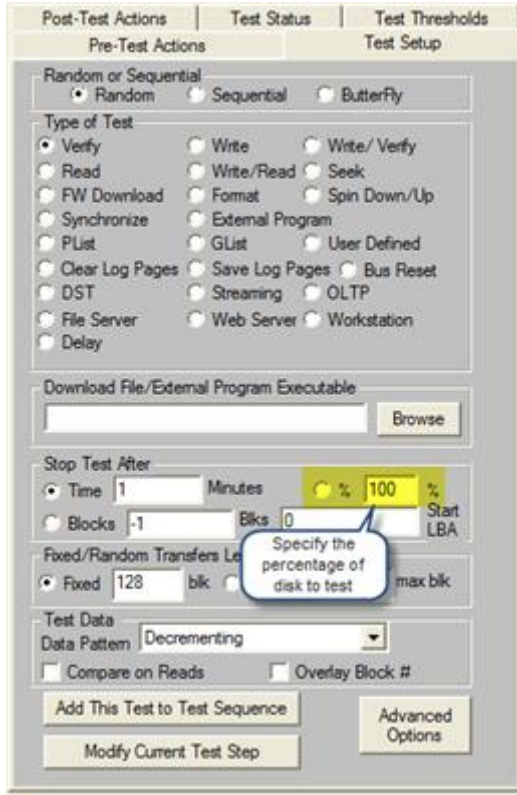 Post-Test Actions Test Status Test Thresholds
Pre-Test Actions Test Setup
Random or Sequential
Random Sequential ButterFly
Type of Test
Verify Write Write/ Verify
Read Write/Read Seek
FW Download Format Spin Down/Up
Synchronize External Program
PList GList User Defined
Clear Log Pages Save Log Pages Bus Reset
DST Streaming OLTP
File Server Web Server Workstation
Delay
Download File/External Program Executable
Browse
Stop Test After
Time 1 Minutes % 100 %
Blocks -1 Blks 0 Start LBA
Specify the
percentage of
disk to test
Fixed/Random Transfers Le
Fixed 128 blk max blk
Test Data
Data Pattern Decrementing
Compare on Reads Overlay Block #
Add This Test to Test Sequence
Modify Current Test Step
Advanced
Options